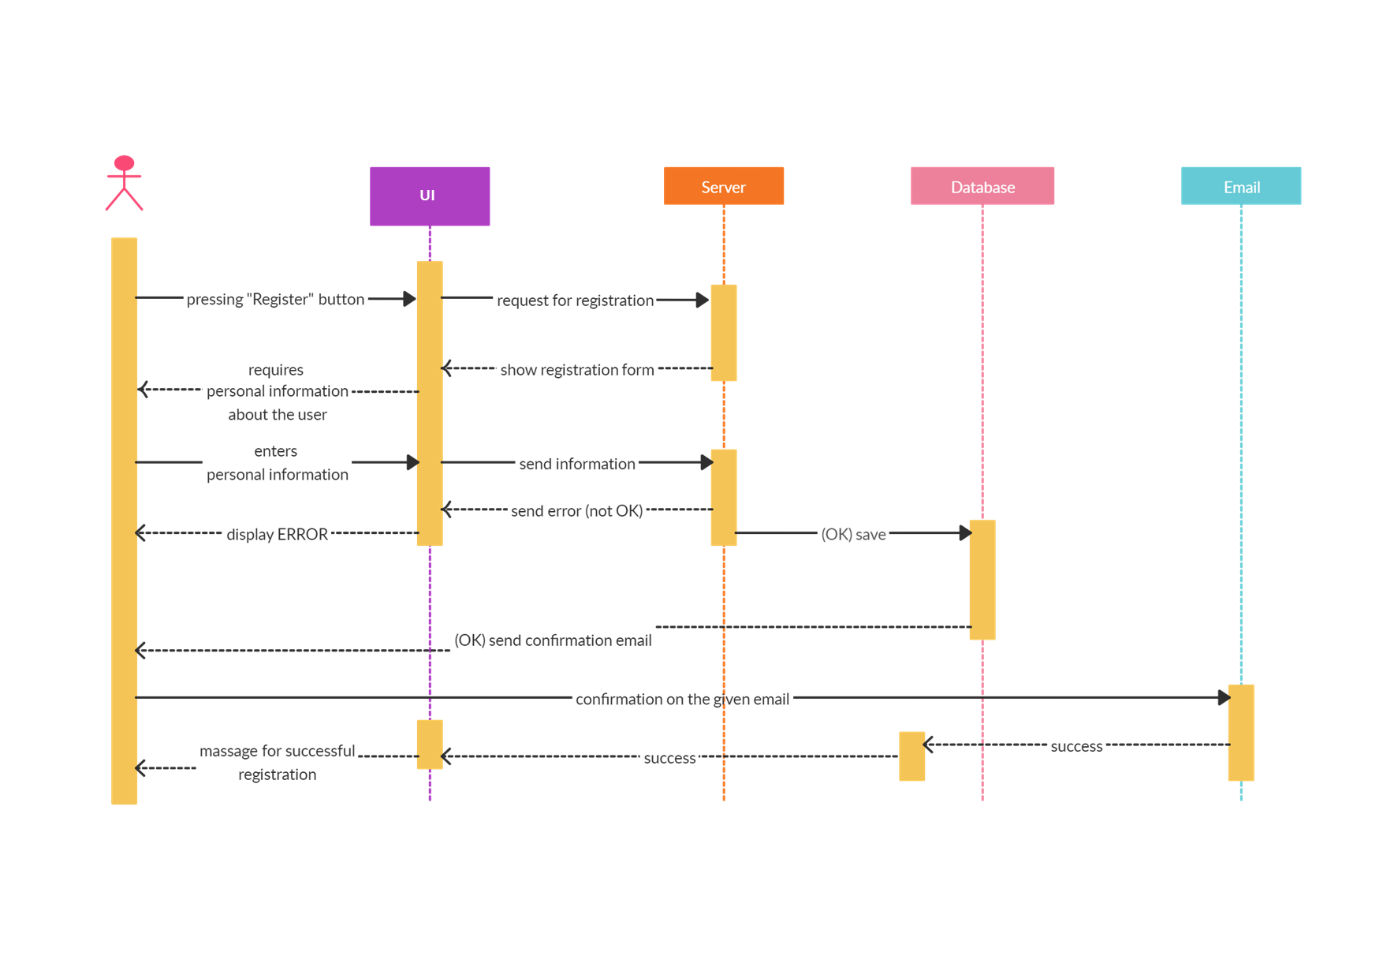 UI
Server
Database
Email
pressing "Register" button
request for registration
show registration form
requires
personal information
about the user
enters
personal information
send information
send error (not OK)
display ERROR
(OK) save
(OK) send confirmation email
confirmation on the given email
success
massage for successful
registration
success